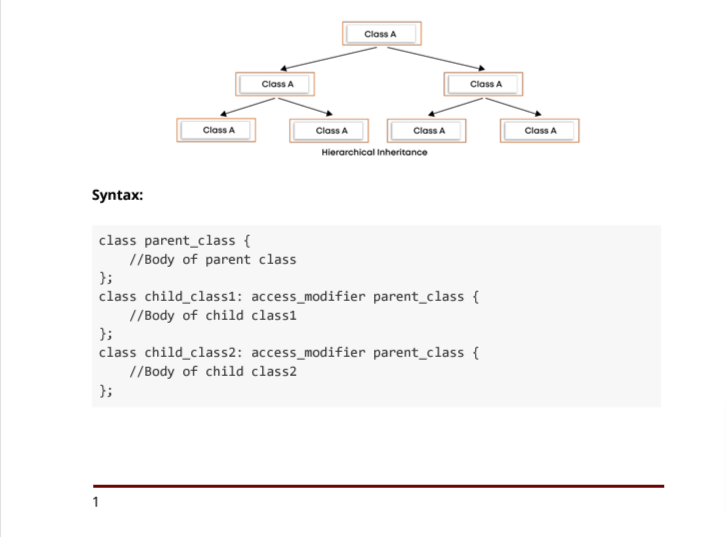 Class A
Class A
Class A
Class A
Class A
Class A
Class A
Hierarchical Inheritance
Syntax:
class parent_class {
    //Body of parent class
};
class child_class1: access_modifier parent_class {
    //Body of child class1
};
class child_class2: access_modifier parent_class {
    //Body of child class2
};
1